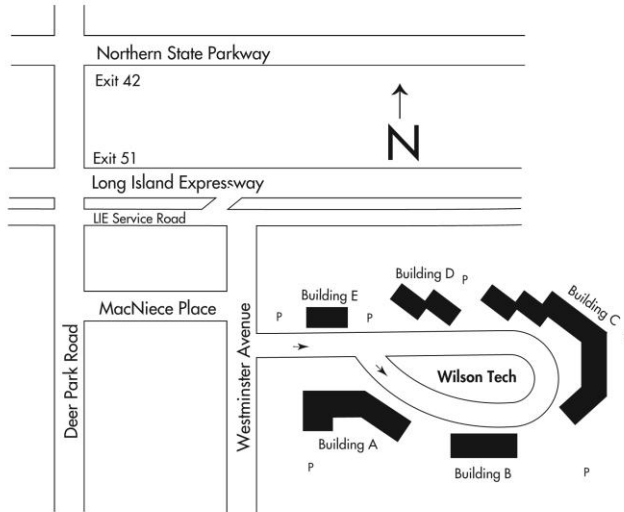 Northern State Parkway
Exit 42
N
Exit 51
Long Island Expressway
LIE Service Road
Building D
P
Building E
Building C
MacNiece Place
P
P
Deer Park Road
Westminster Avenue
Wilson Tech
Building A
Building B
P
P